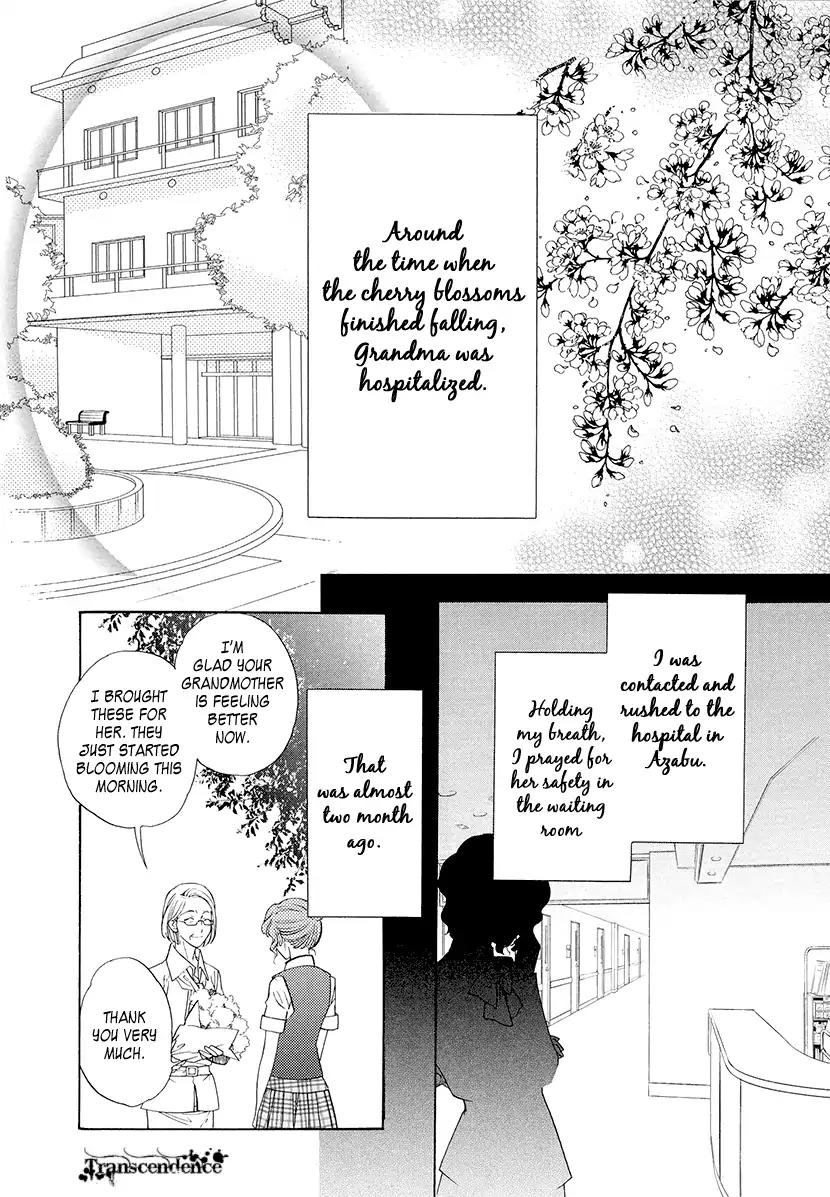 Around
the time when
the cherry blossoms
finished falling,
Grandma was
hospitalized.
I was
contacted and
rushed to the
hospital in
Azabu.
Holding
my breath,
I prayed for
her safety in
the waiting
room
That
was almost
two month
ago.
I'M
GLAD YOUR
GRANDMOTHER
IS FEELING
BETTER
NOW.
I BROUGHT
THESE FOR
HER. THEY
JUST STARTED
BLOOMING THIS
MORNING.
THANK
YOU VERY
MUCH.
Transcendence